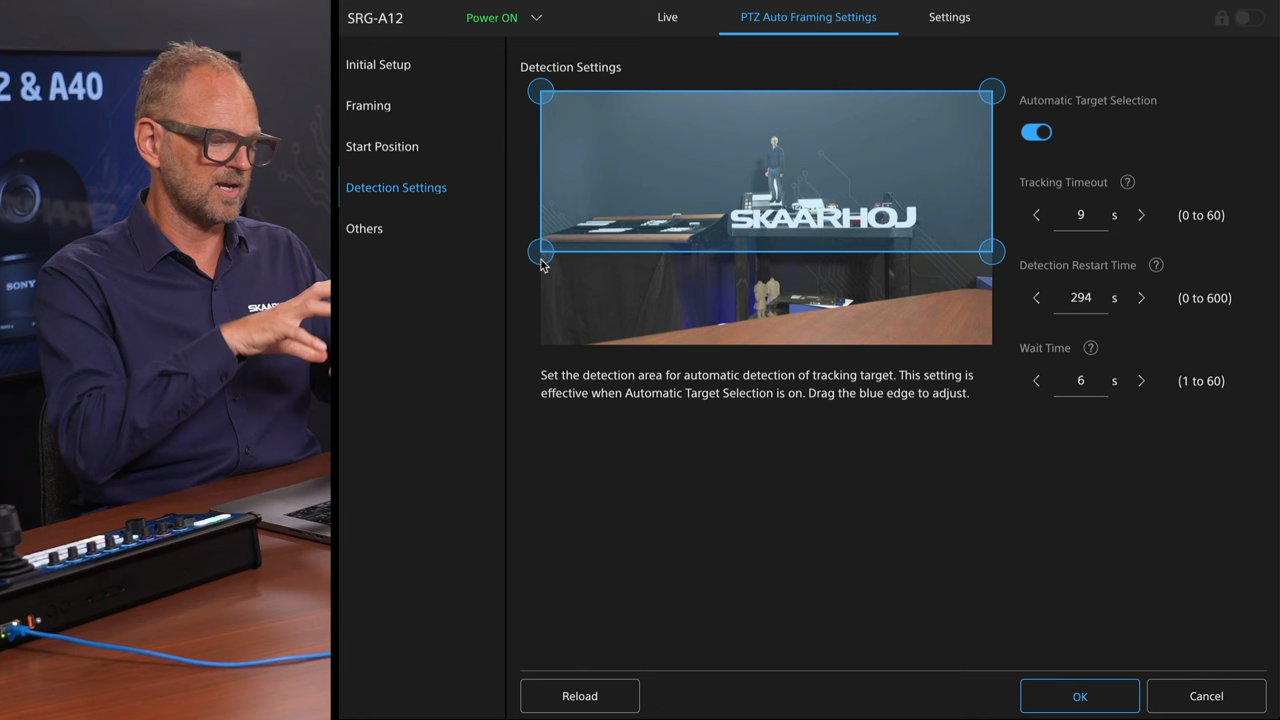 2 & A40
SONY
SKAARHOJ
SRG-A12
Power ON
Live
PTZ Auto Framing Settings
Settings
Initial Setup
Framing
Start Position
Detection Settings
Others
Detection Settings
SKAARHOJ
Set the detection area for automatic detection of tracking target. This setting is
effective when Automatic Target Selection is on. Drag the blue edge to adjust.
Automatic Target Selection
Tracking Timeout ?
9 s (0 to 60)
Detection Restart Time ?
294 s (0 to 600)
Wait Time ?
6 s (1 to 60)
Reload
OK
Cancel